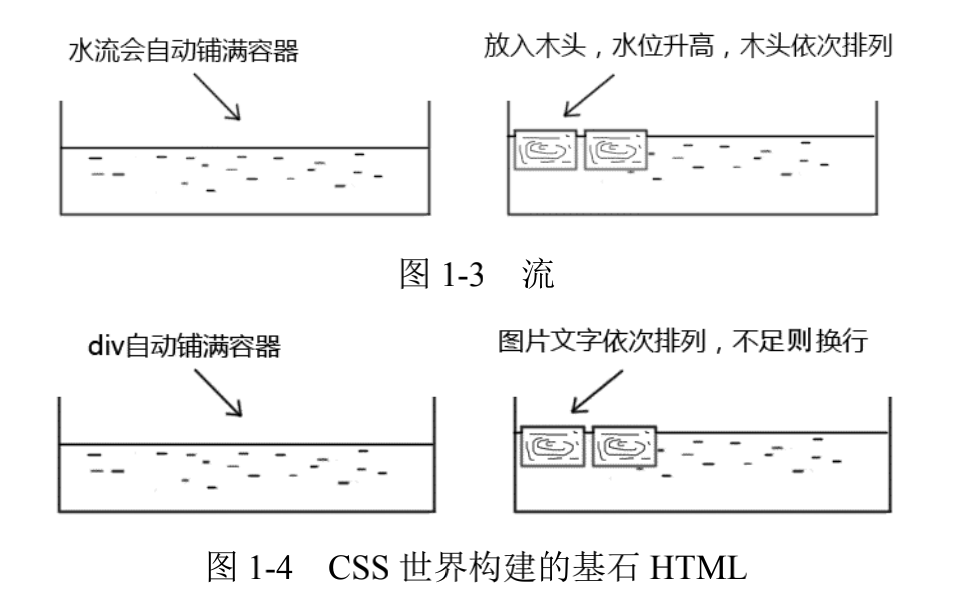 水流会自动铺满容器
放入木头，水位升高，木头依次排列
图 1-3 流
div自动铺满容器
图片文字依次排列，不足则换行
图 1-4 CSS 世界构建的基石 HTML